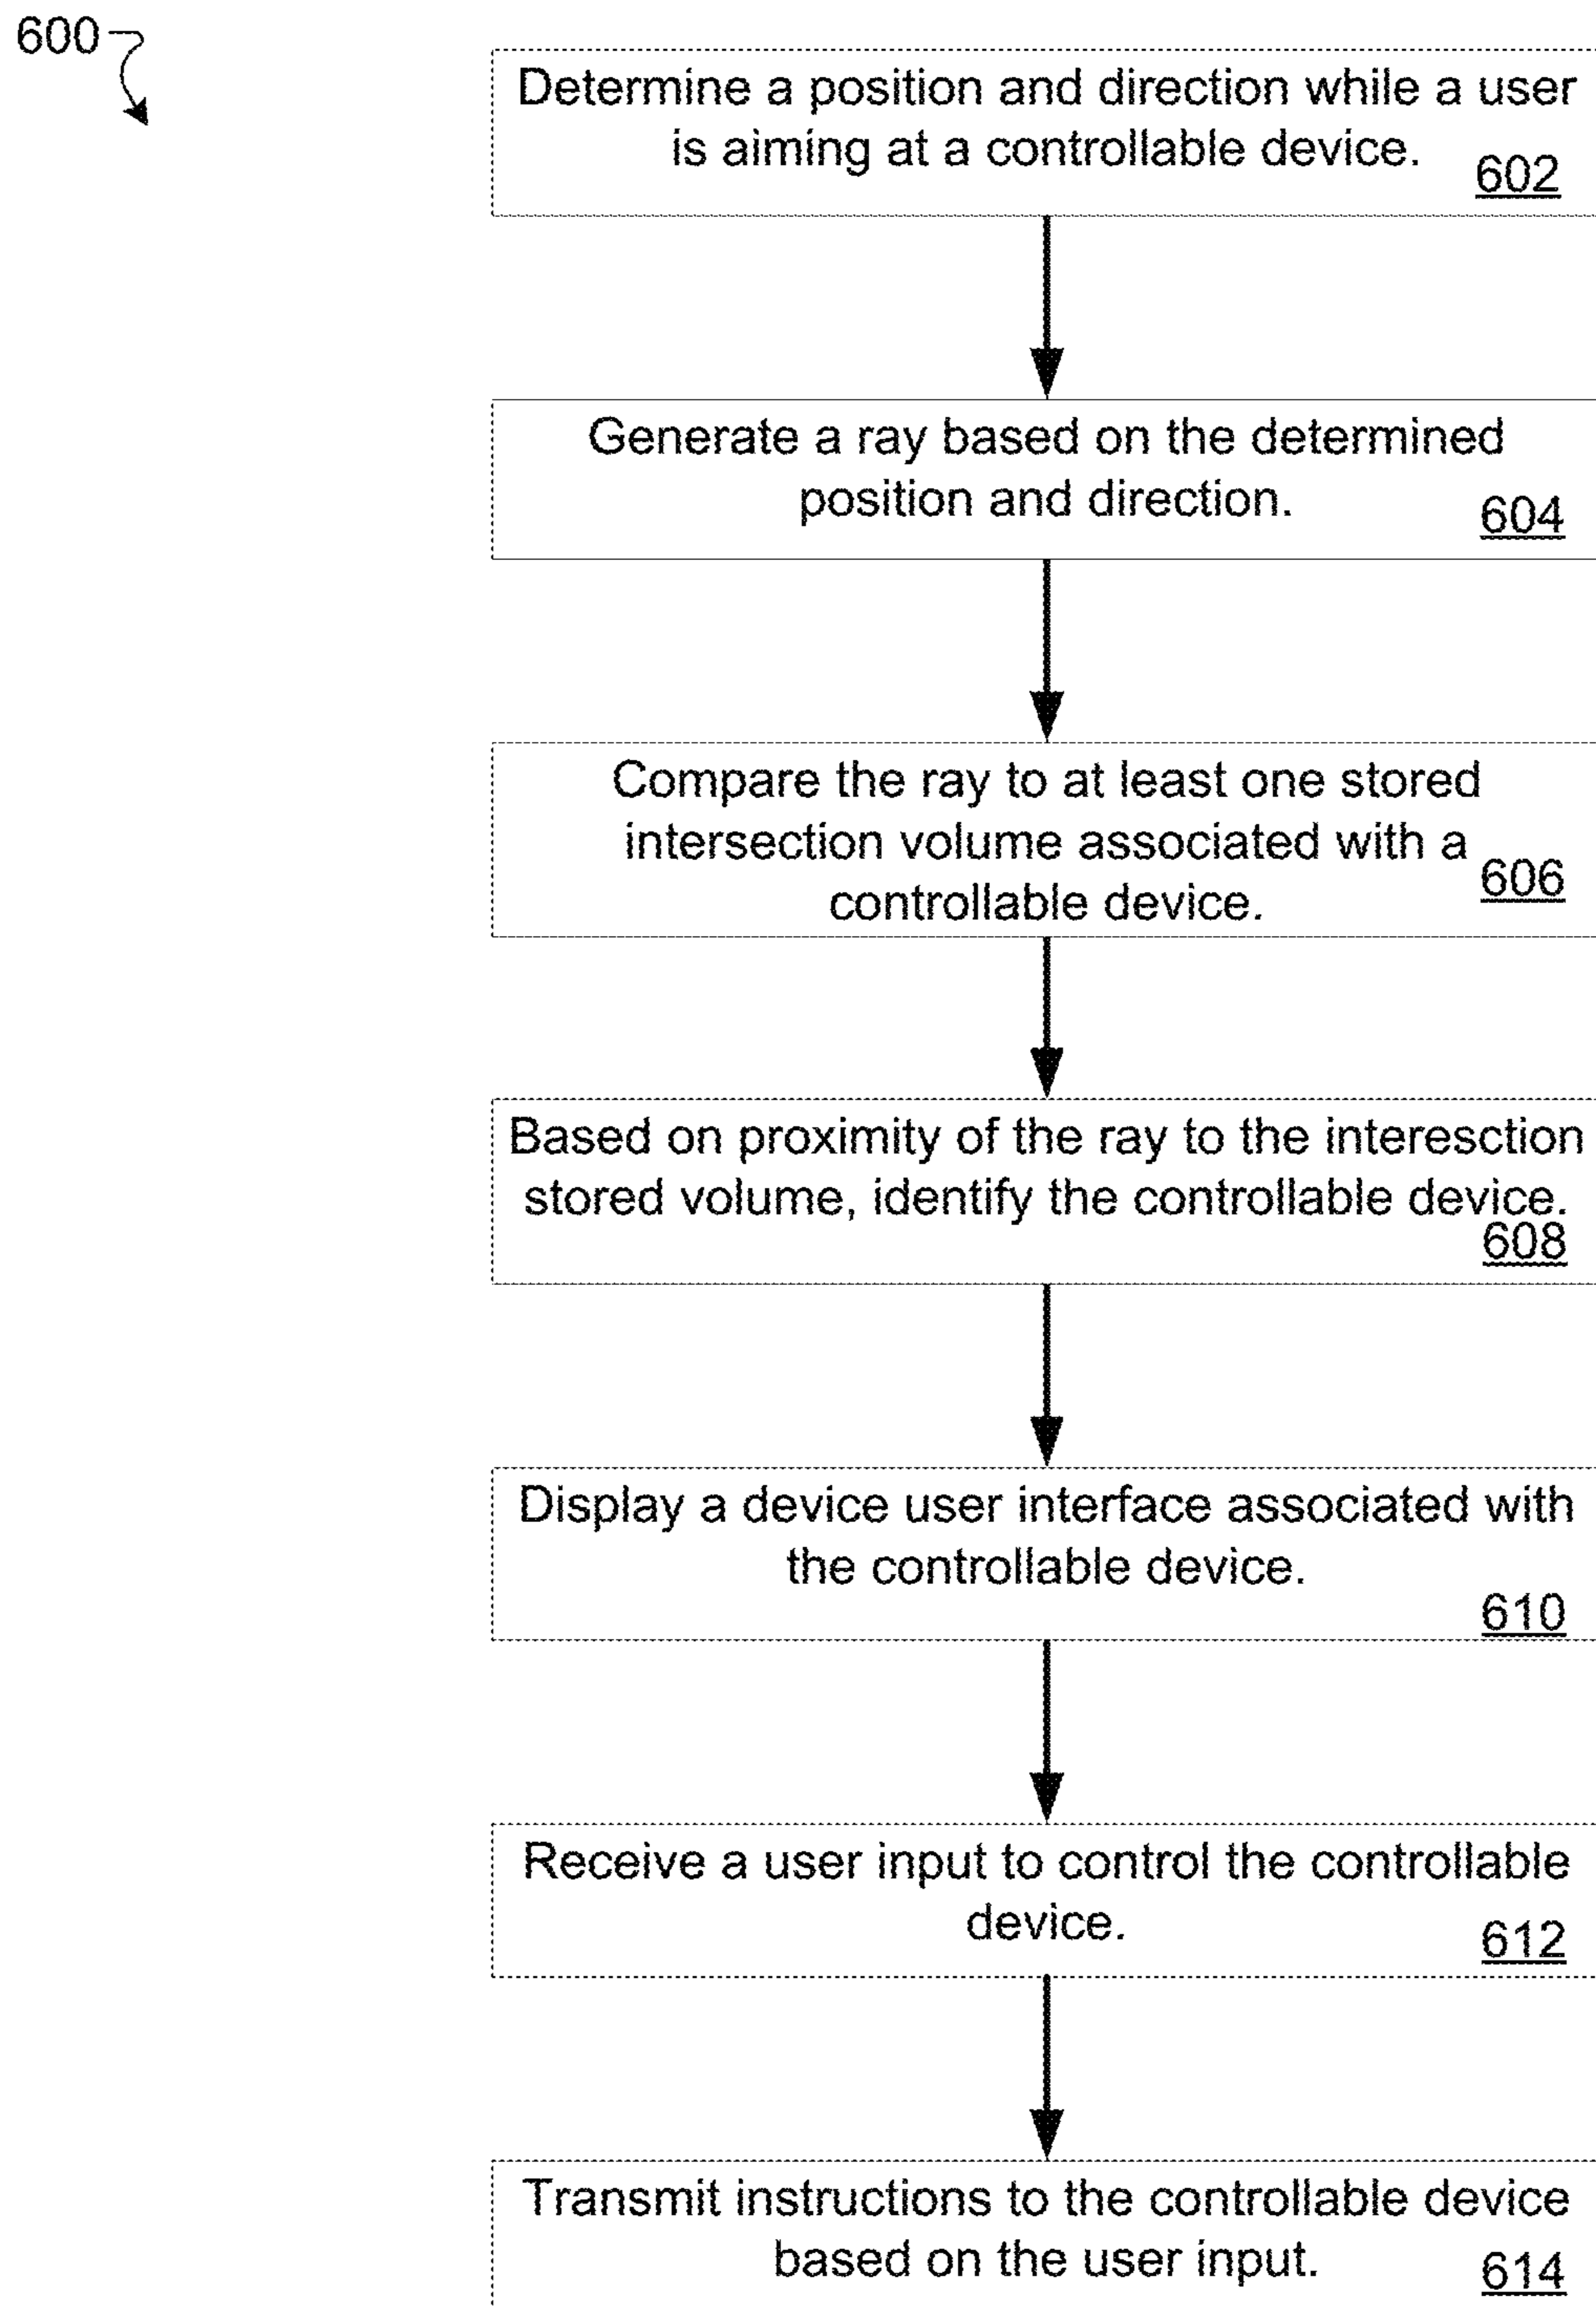 600
Determine a position and direction while a user
is aiming at a controllable device.
602
Generate a ray based on the determined
position and direction.
604
Compare the ray to at least one stored
intersection volume associated with a
606
controllable device.
Based on proximity of the ray to the interesction
stored volume, identify the controllable device.
608
Display a device user interface associated with
the controllable device.
610
Receive a user input to control the controllable
device.
612
Transmit instructions to the controllable device
based on the user input.
614